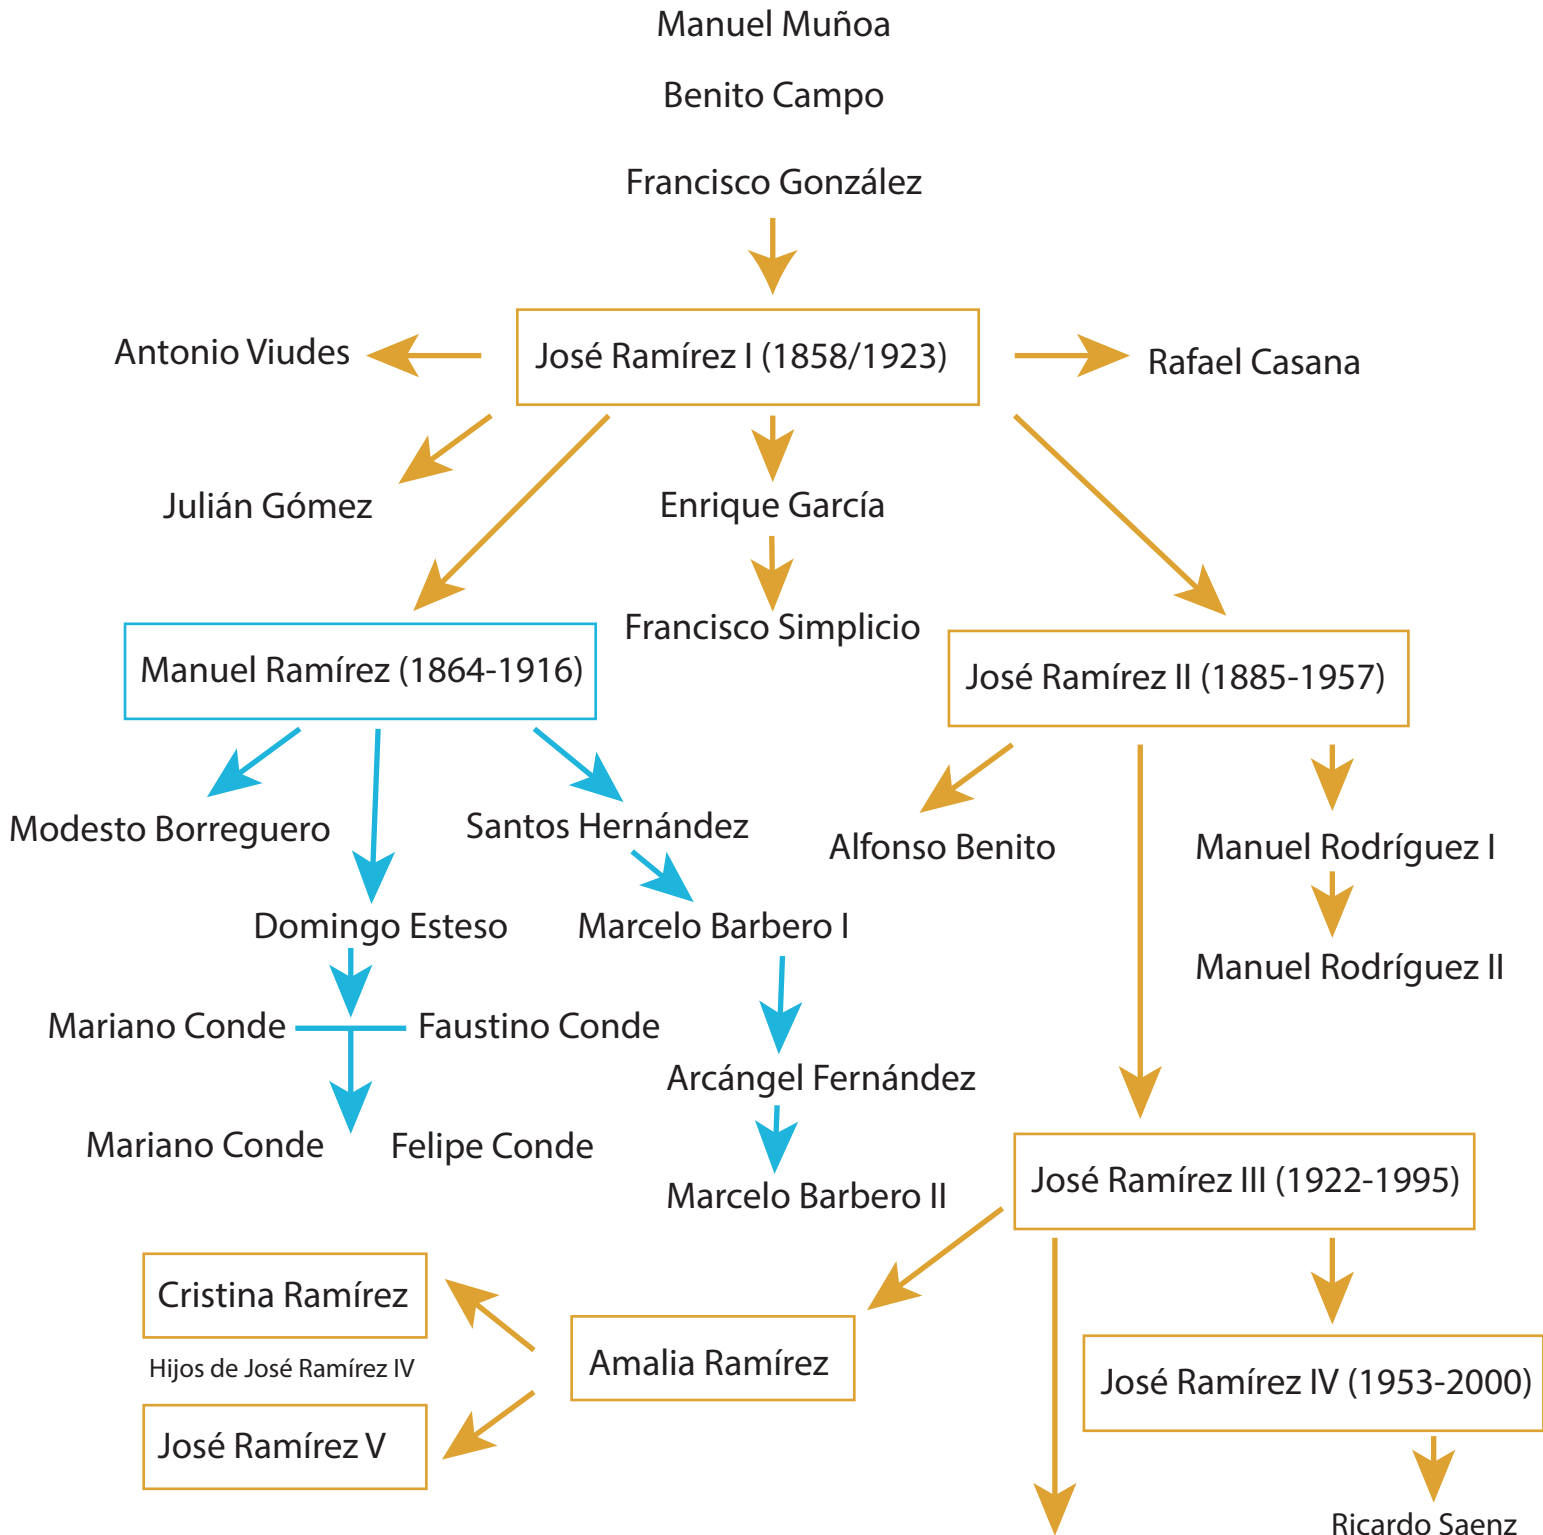 Manuel Muñoa
Benito Campo
Francisco González
Antonio Viudes
José Ramírez I (1858/1923)
Rafael Casana
Julián Gómez
Enrique García
Francisco Simplicio
Manuel Ramírez (1864-1916)
José Ramírez II (1885-1957)
Modesto Borreguero
Santos Hernández
Alfonso Benito
Manuel Rodríguez I
Domingo Esteso
Marcelo Barbero I
Manuel Rodríguez II
Mariano Conde
Faustino Conde
Arcángel Fernández
Mariano Conde
Felipe Conde
Marcelo Barbero II
José Ramírez III (1922-1995)
Cristina Ramírez
Hijos de José Ramírez IV
José Ramírez V
Amalia Ramírez
José Ramírez IV (1953-2000)
Ricardo Saenz